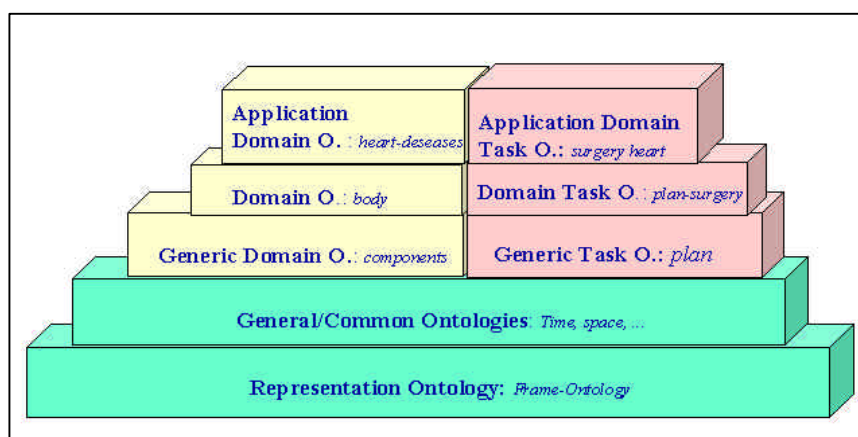 Application
Domain O. : heart-deseases
Application Domain
Task O.: surgery heart
Domain O.: body
Domain Task O.: plan-surgery
Generic Domain O.: components
Generic Task O.: plan
General/Common Ontologies: Time, space, ...
Representation Ontology: Frame-Ontology